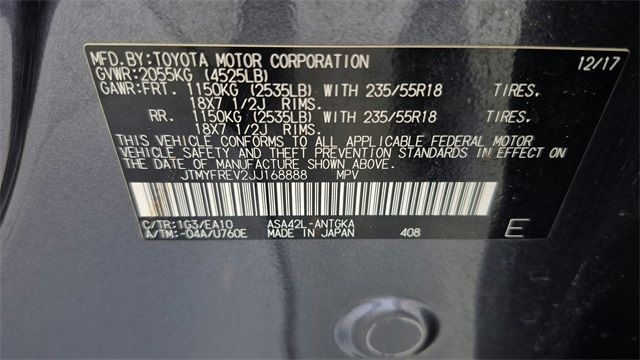 MFD.BY:TOYOTA MOTOR CORPORATION 12/17
GVWR:2055KG (4525LB)
GAWR:FRT. 1150KG (2535LB) WITH 235/55R18 TIRES,
18X7 1/2J RIMS.
RR. 1150KG (2535LB) WITH 235/55R18 TIRES,
18X7 1/2J RIMS.
THIS VEHICLE CONFORMS TO ALL APPLICABLE FEDERAL MOTOR
VEHICLE SAFETY AND THEFT PREVENTION STANDARDS IN EFFECT ON
THE DATE OF MANUFACTURE SHOWN ABOVE.
JTMYFREV2JJ168888 MPV
C/TR:1G3/EA10 ASA42L-ANTGKA
A/TM:-04A/U760E MADE IN JAPAN 408 E